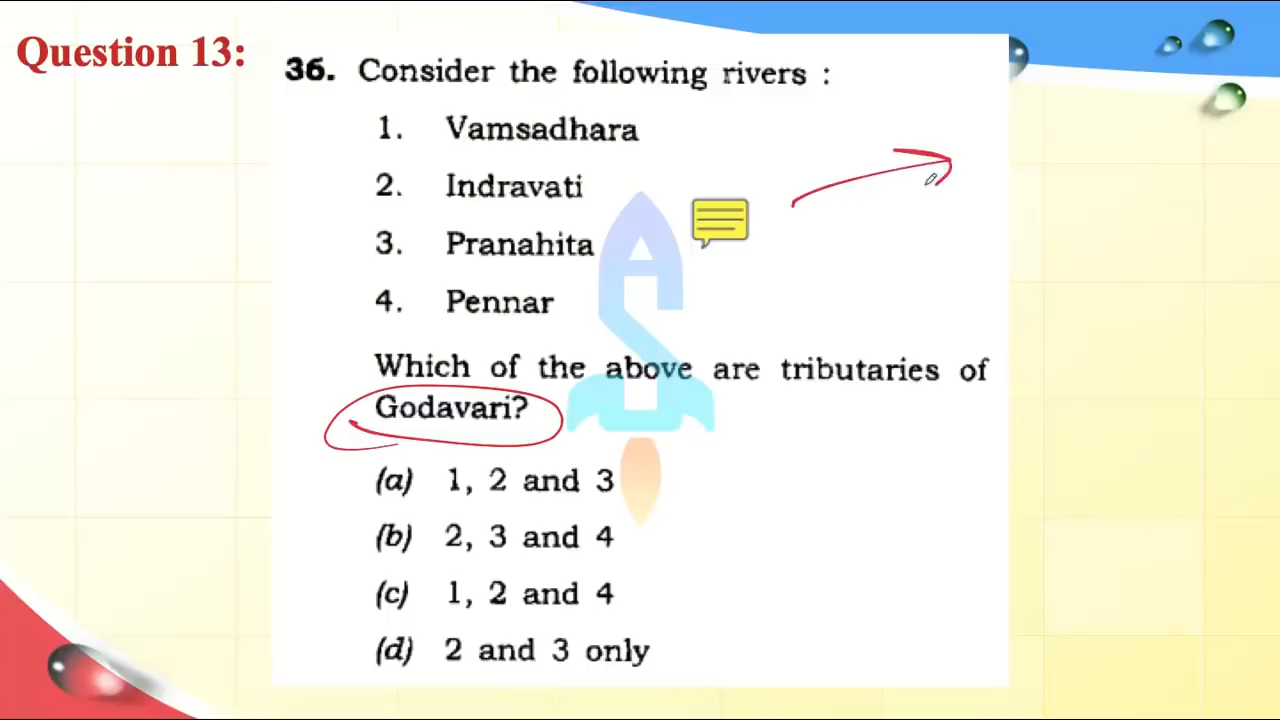 Question 13:
36. Consider the following rivers :
1. Vamsadhara
2. Indravati
3. Pranahita
4. Pennar
Which of the above are tributaries of
Godavari?
(a) 1, 2 and 3
(b) 2, 3 and 4
(c) 1, 2 and 4
(d) 2 and 3 only